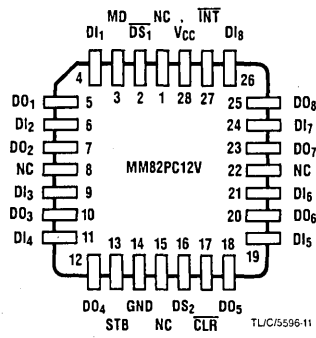 MD NC INT
DI1 DS1 VCC DI8
4 3 2 1 28 27 26
DO1 5 25 DO8
DI2 6 24 DI7
DO2 7 23 DO7
NC 8 MM82PC12V 22 NC
DI3 9 21 DI6
DO3 10 20 DO6
DI4 11 19 DI5
12 13 14 15 16 17 18
DO4 GND DS2 DO5
STB NC CLR TL/C/5596-11